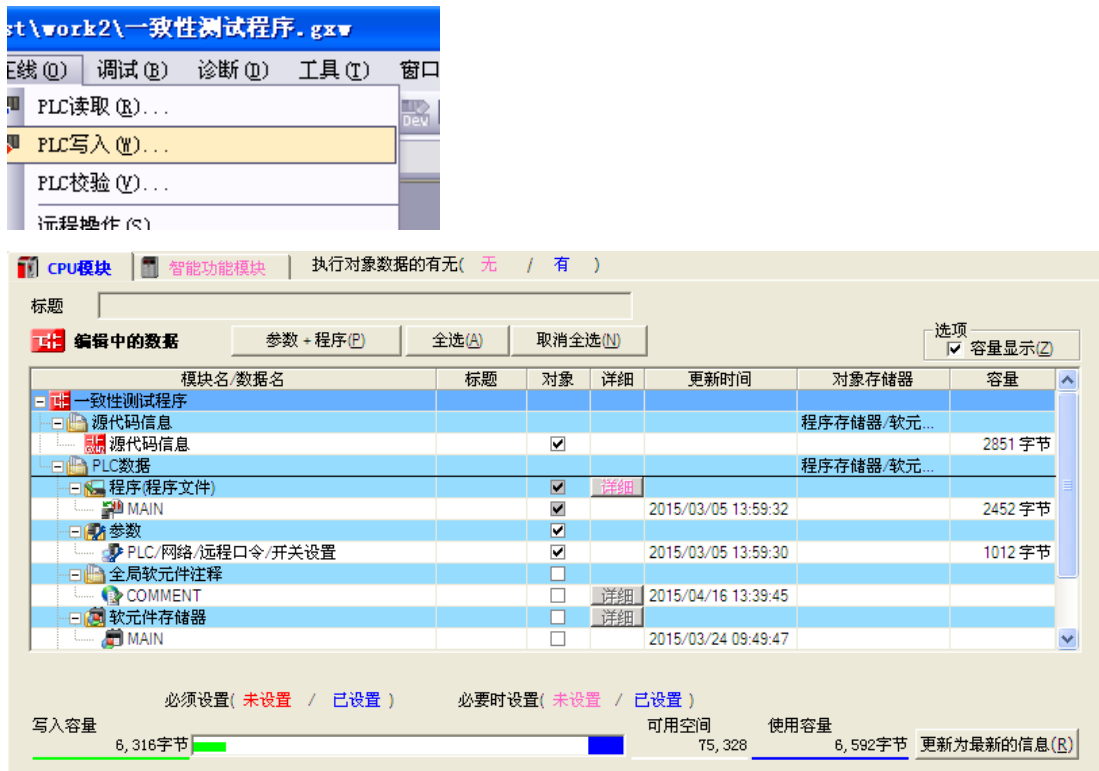 st\work2\一致性测试程序.gxw
在线(O) 调试(B) 诊断(D) 工具(T) 窗口
PLC读取(R)...
Dev
PLC写入(W)...
PLC校验(V)...
远程操作(S)
CPU模块 智能功能模块 执行对象数据的有无( 无 / 有 )
标题
编辑中的数据 参数+程序(P) 全选(A) 取消全选(N) 选项 容量显示(Z)
模块名/数据名 标题 对象 详细 更新时间 对象存储器 容量
一致性测试程序
源代码信息 程序存储器/软元...
源代码信息 2851 字节
PLC数据 程序存储器/软元...
程序(程序文件) 详细
MAIN 2015/03/05 13:59:32 2452 字节
参数
PLC/网络/远程口令/开关设置 2015/03/05 13:59:30 1012 字节
全局软元件注释
COMMENT 详细 2015/04/16 13:39:45
软元件存储器 详细
MAIN 2015/03/24 09:49:47
必须设置( 未设置 / 已设置 ) 必要时设置( 未设置 / 已设置 )
写入容量 可用空间 使用容量
6,316字节 75,328 6,592字节 更新为最新的信息(R)